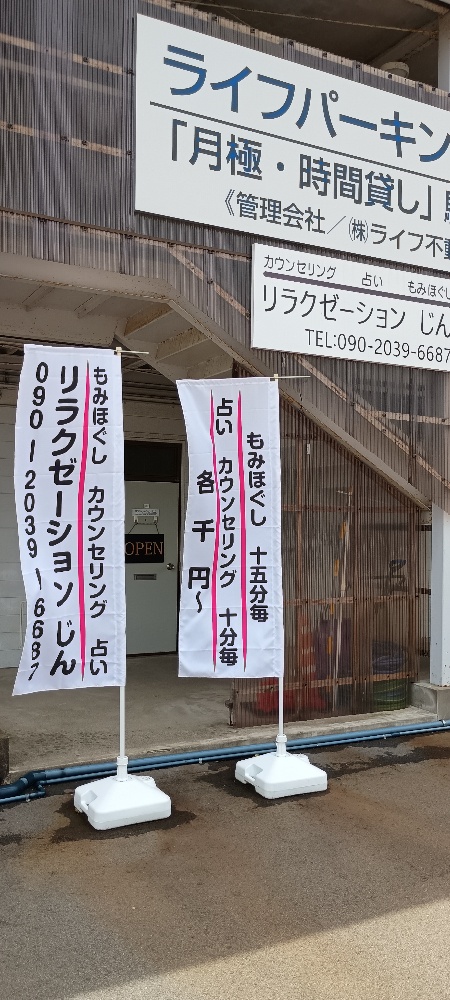 ライフパーキン
「月極・時間貸し」
《管理会社/㈱ライフ不
カウンセリング 占い もみほぐし
リラクゼーション じん
TEL:090-2039-6687
もみほぐし カウンセリング 占い
リラクゼーション じん
090-2039-6687
もみほぐし 十五分毎
占い カウンセリング 十分毎
各千円~
OPEN